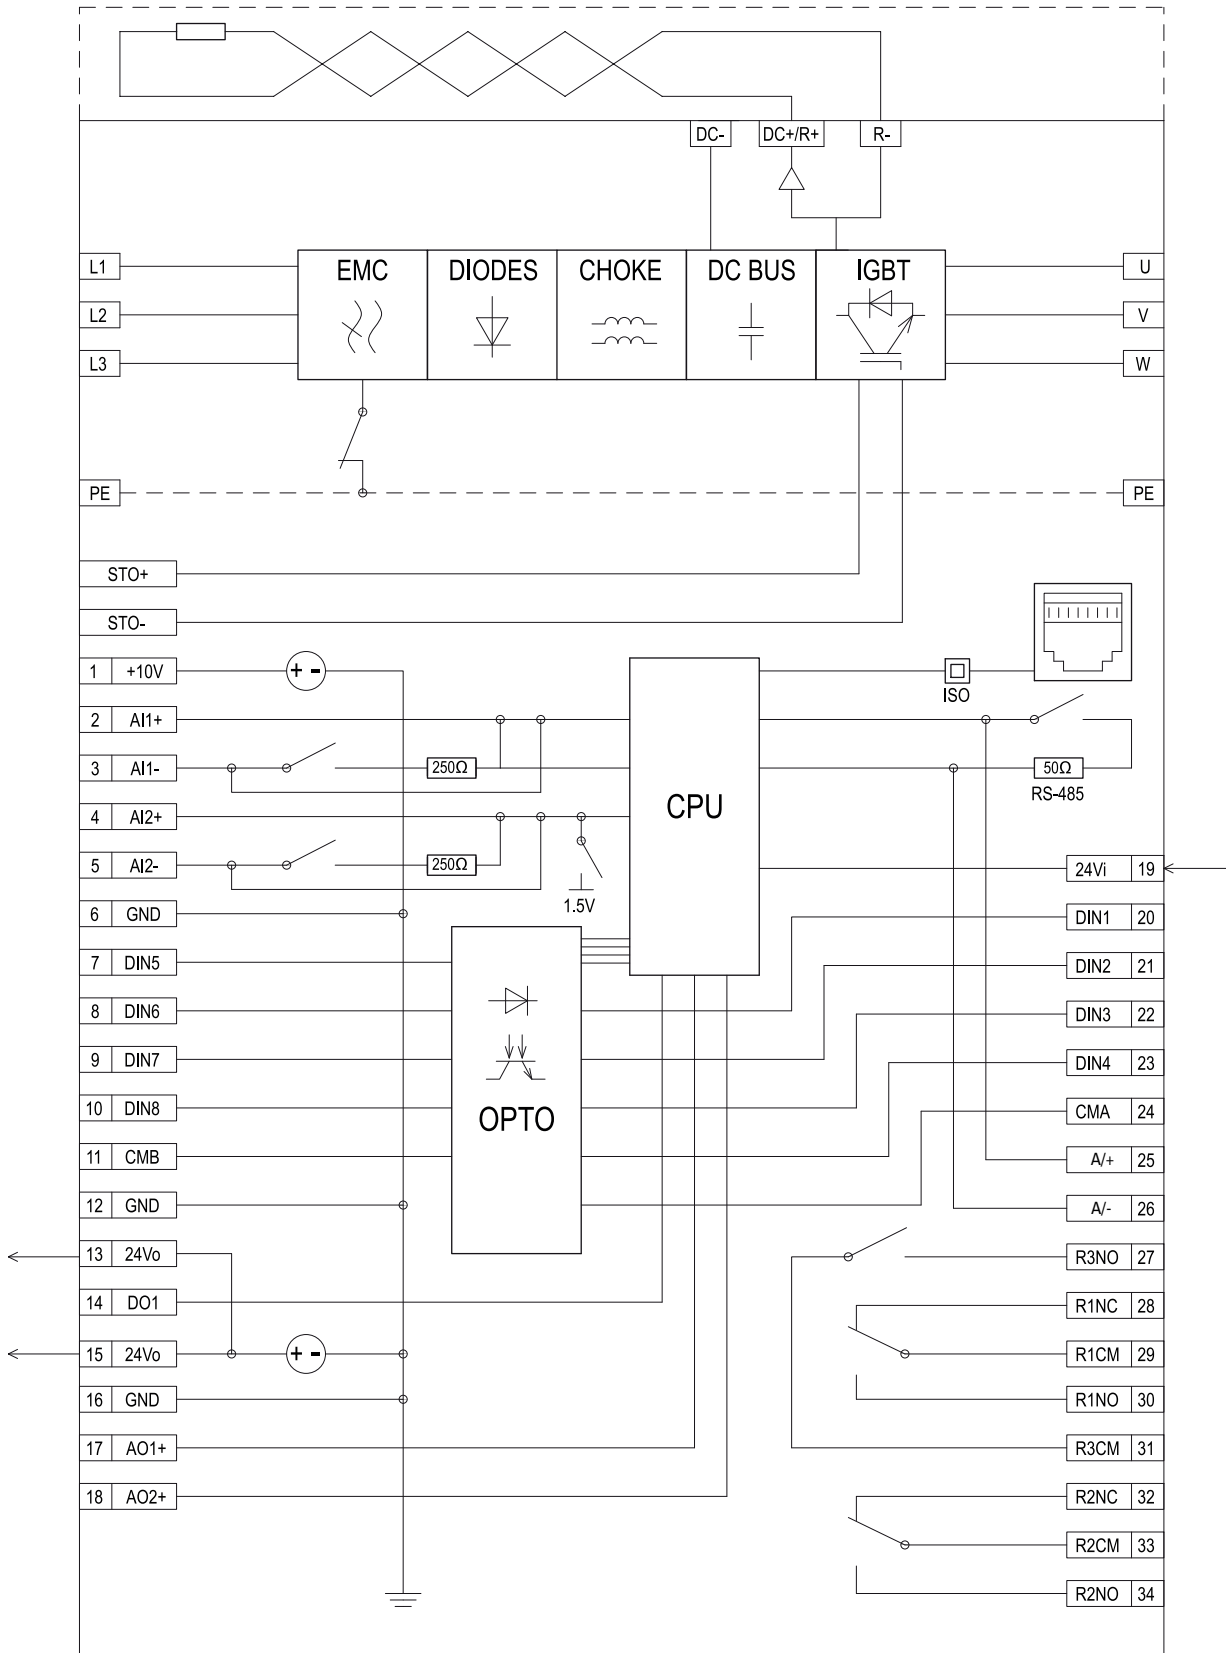 DC-
DC+/R+
R-
L1
EMC
DIODES
CHOKE
DC BUS
IGBT
U
L2
V
L3
W
PE
PE
STO+
STO-
1 +10V
+ -
ISO
2 AI1+
3 AI1-
250Ω
50Ω
RS-485
CPU
4 AI2+
5 AI2-
250Ω
1.5V
24Vi 19
6 GND
DIN1 20
7 DIN5
DIN2 21
8 DIN6
DIN3 22
9 DIN7
DIN4 23
10 DIN8
OPTO
CMA 24
11 CMB
A/+ 25
12 GND
A/- 26
13 24Vo
R3NO 27
14 DO1
R1NC 28
15 24Vo
+ -
R1CM 29
16 GND
R1NO 30
17 AO1+
R3CM 31
18 AO2+
R2NC 32
R2CM 33
R2NO 34